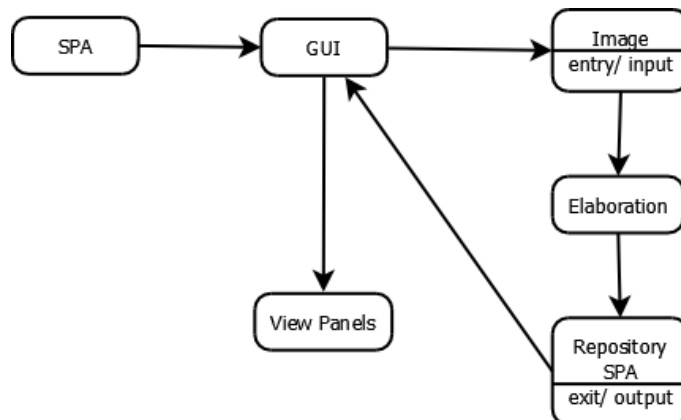 SPA
GUI
Image
entry/ input
Elaboration
View Panels
Repository
SPA
exit/ output